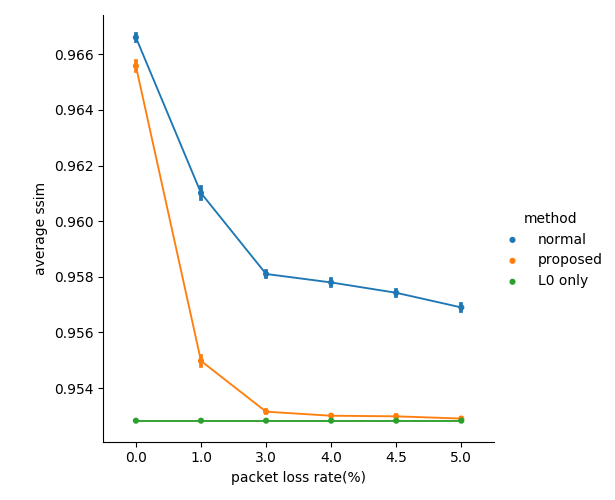 0.966
0.964
0.962
0.960
0.958
0.956
0.954
average ssim
0.0 1.0 3.0 4.0 4.5 5.0
packet loss rate(%)
method
normal
proposed
L0 only